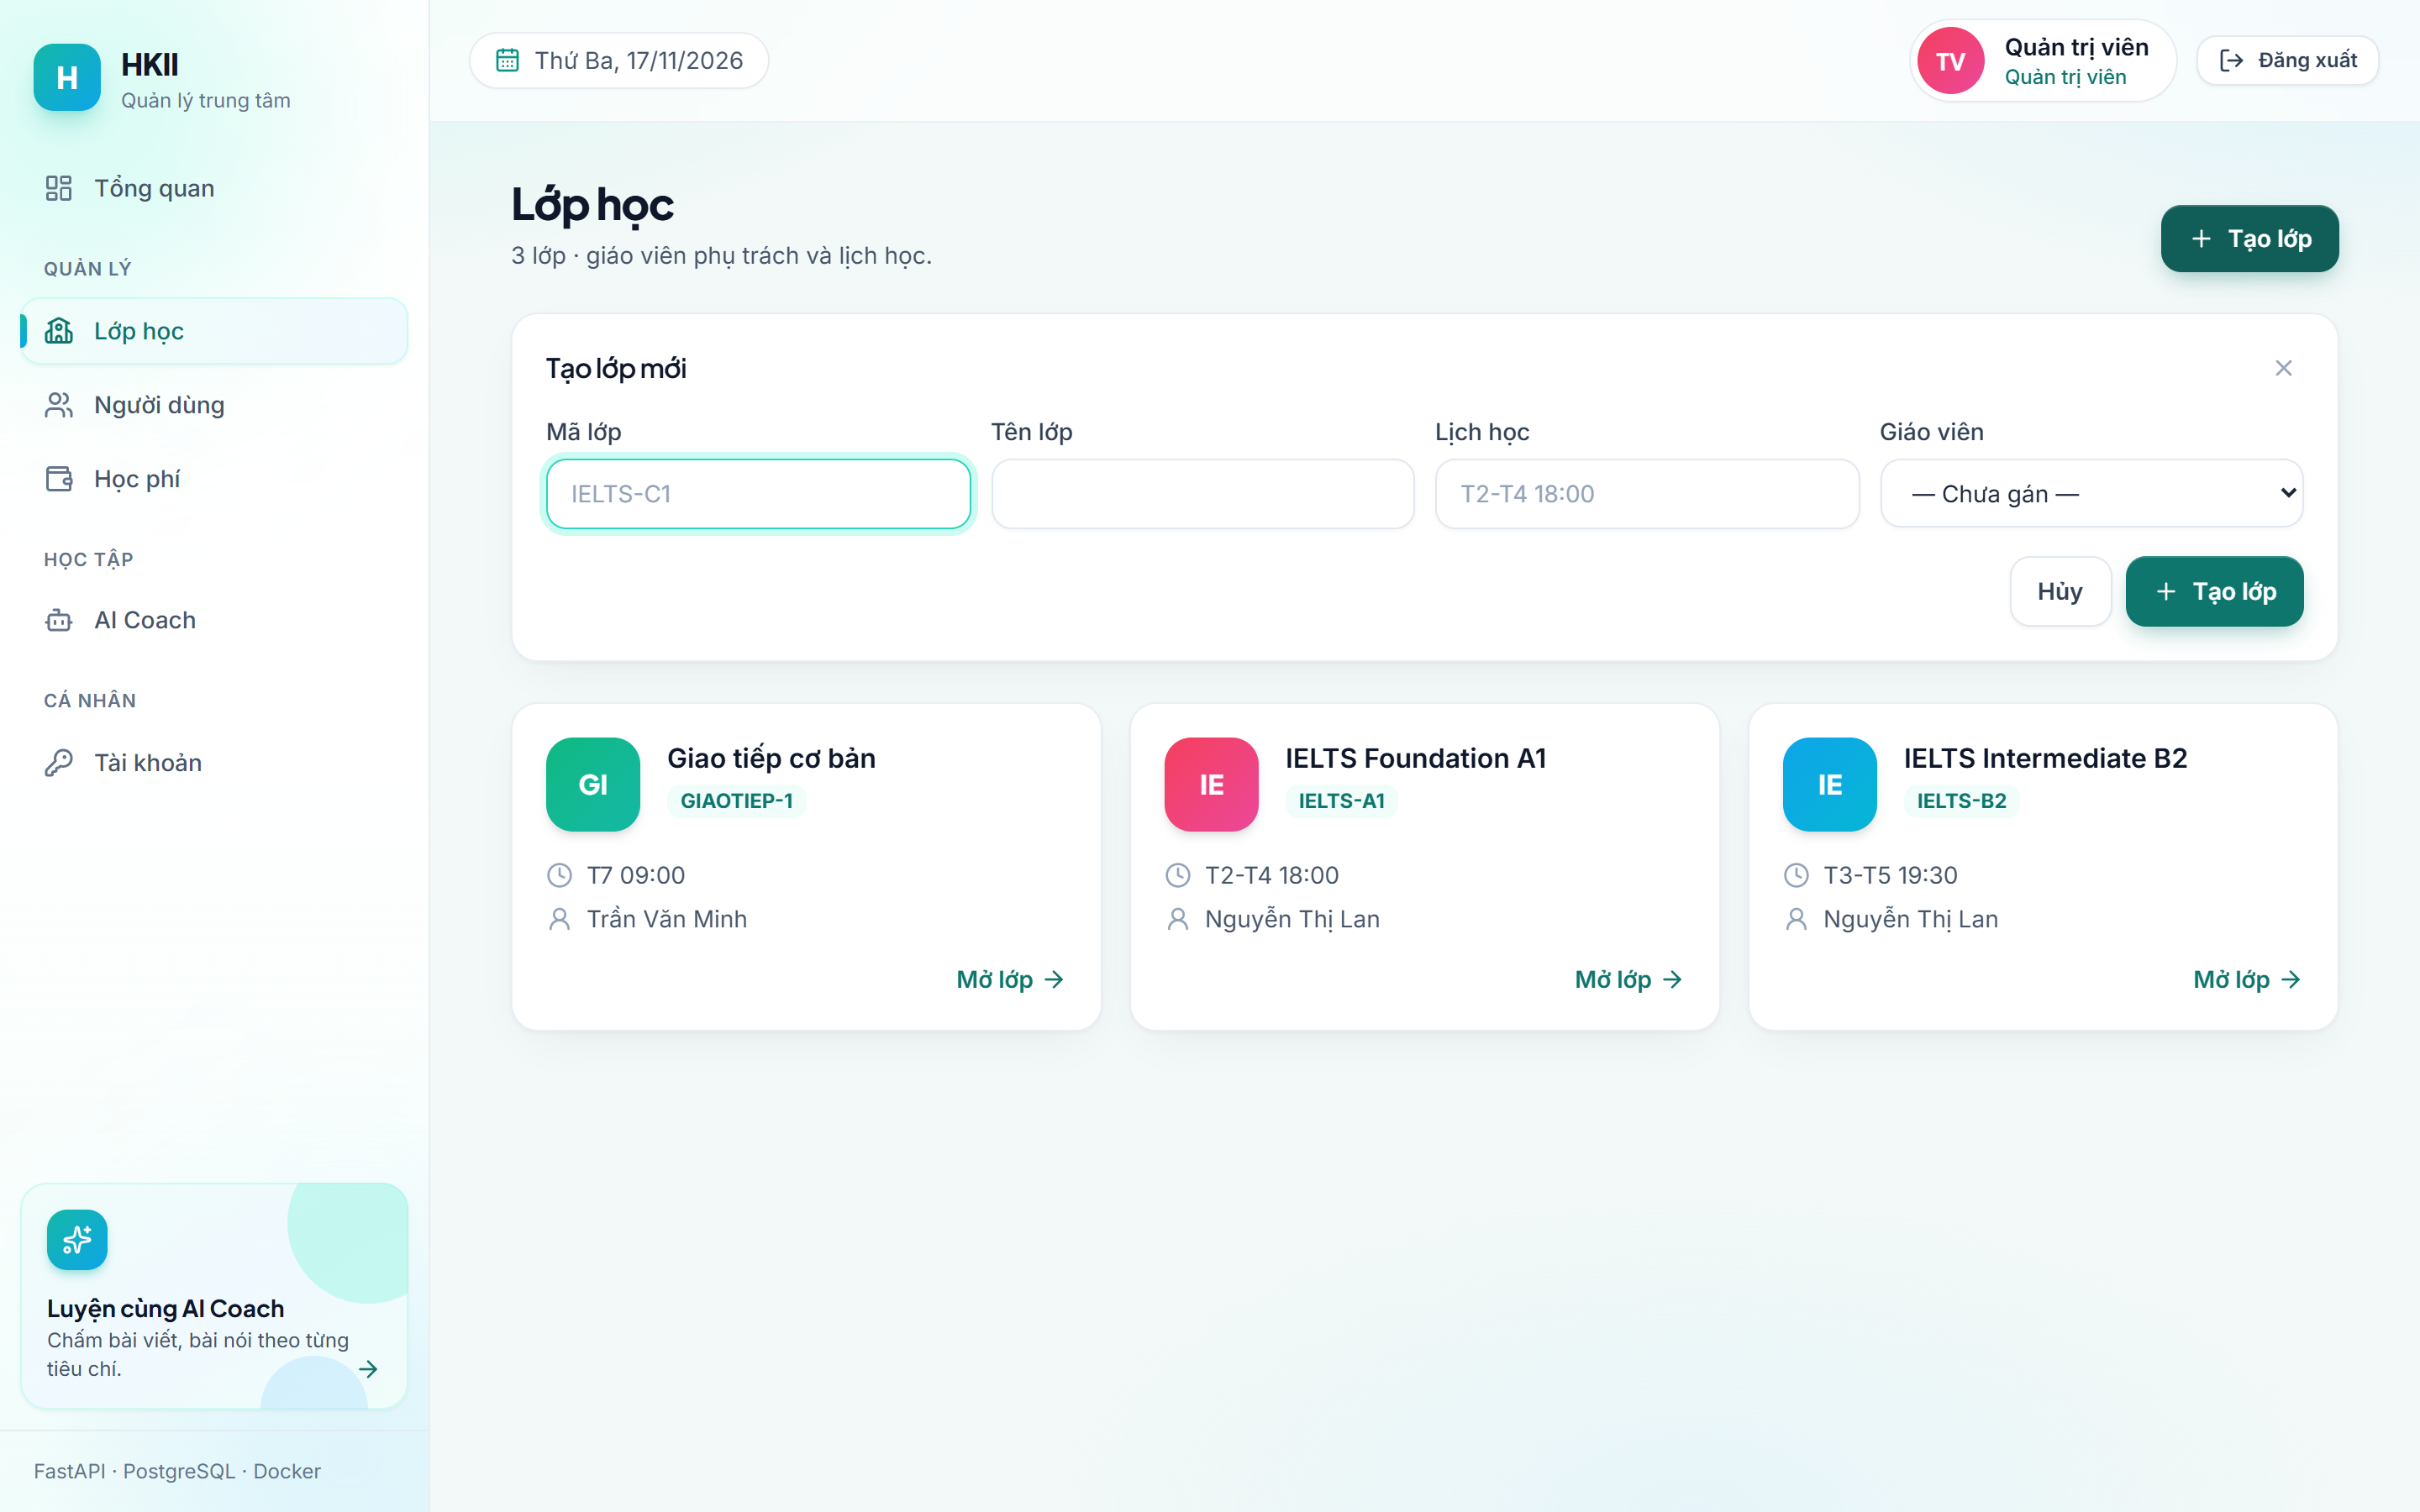 H
HKII
Quản lý trung tâm
Tổng quan
QUẢN LÝ
Lớp học
Người dùng
Học phí
HỌC TẬP
AI Coach
CÁ NHÂN
Tài khoản
Luyện cùng AI Coach
Chấm bài viết, bài nói theo từng
tiêu chí.
FastAPI · PostgreSQL · Docker
Thứ Ba, 17/11/2026
TV
Quản trị viên
Quản trị viên
Đăng xuất
Lớp học
3 lớp · giáo viên phụ trách và lịch học.
Tạo lớp
Tạo lớp mới
Mã lớp
Tên lớp
Lịch học
Giáo viên
IELTS-C1
T2-T4 18:00
— Chưa gán —
Hủy
Tạo lớp
GI
Giao tiếp cơ bản
GIAOTIEP-1
T7 09:00
Trần Văn Minh
Mở lớp
IE
IELTS Foundation A1
IELTS-A1
T2-T4 18:00
Nguyễn Thị Lan
Mở lớp
IE
IELTS Intermediate B2
IELTS-B2
T3-T5 19:30
Nguyễn Thị Lan
Mở lớp